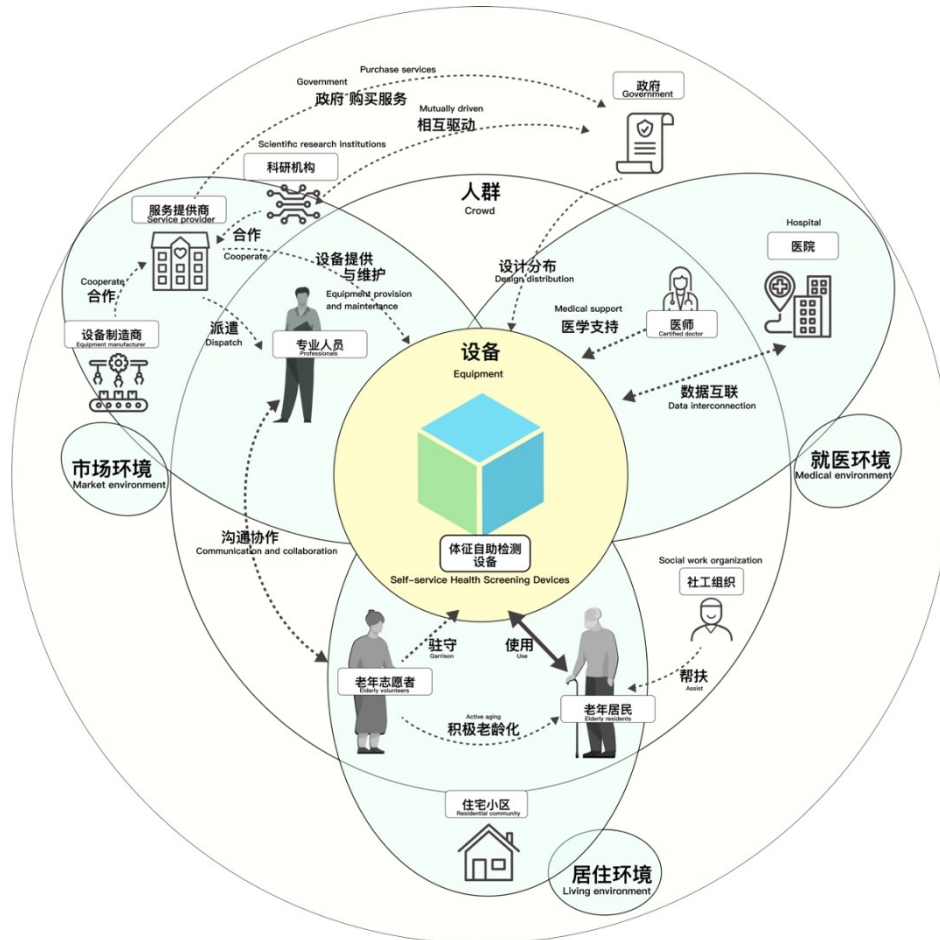 Purchase services
Government
政府“购买服务
政府
Government
Mutually driven
相互驱动
Scientific research institutions
科研机构
人群
Crowd
服务提供商
Service provider
合作
Cooperate
设备提供
与维护
Equipment provision
and maintenance
Cooperate
合作
设备制造商
Equipment manufacturer
派遣
Dispatch
专业人员
Professionals
设计分布
Design distribution
Hospital
医院
Medical support
医学支持
医师
Certified doctor
设备
Equipment
数据互联
Data interconnection
市场环境
Market environment
就医环境
Medical environment
沟通协作
Communication and collaboration
体征自助检测
设备
Self-service Health Screening Devices
Social work organization
社工组织
驻守
Garrison
使用
Use
帮扶
Assist
老年志愿者
Elderly volunteers
Active aging
积极老龄化
老年居民
Elderly residents
住宅小区
Residential community
居住环境
Living environment